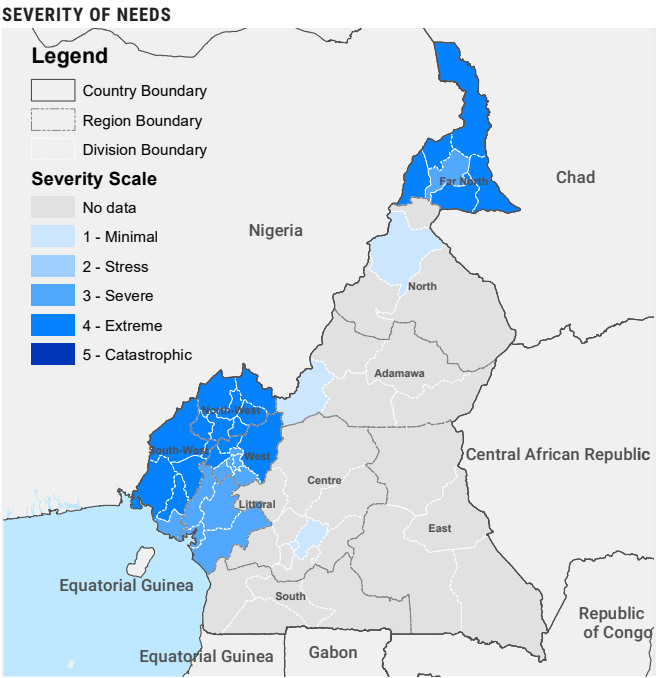 SEVERITY OF NEEDS
Legend
Country Boundary
Region Boundary
Division Boundary
Severity Scale
No data
1 - Minimal
2 - Stress
3 - Severe
4 - Extreme
5 - Catastrophic
Far North
Chad
Nigeria
North
Adamawa
North-West
South-West
West
Central African Republic
Centre
Littoral
East
Equatorial Guinea
South
Republic
of Congo
Equatorial Guinea
Gabon